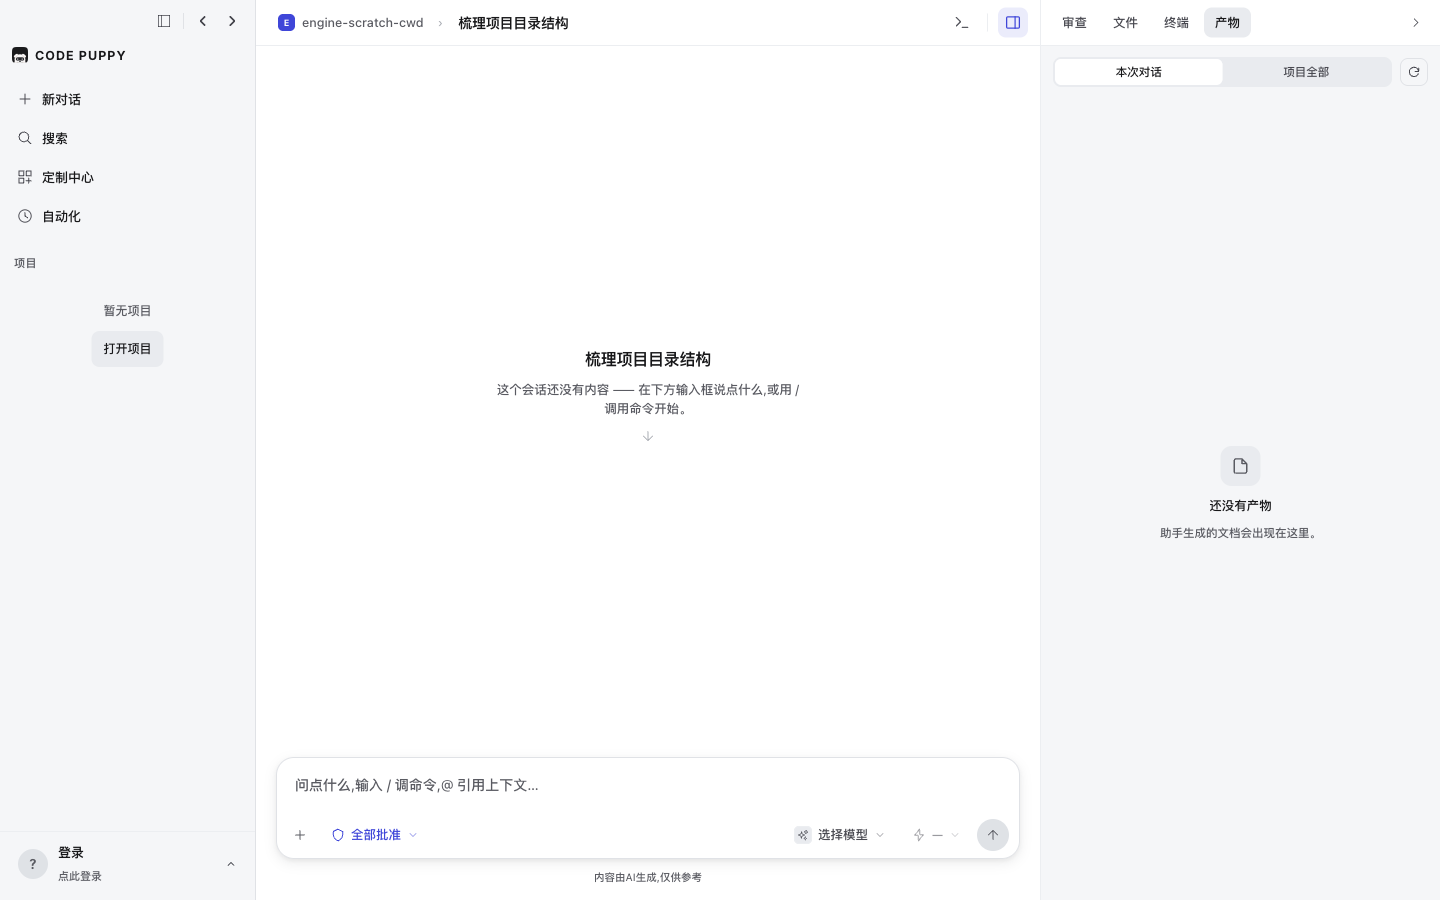 CODE PUPPY
新对话
搜索
定制中心
自动化
项目
暂无项目
打开项目
?
登录
点此登录
E engine-scratch-cwd › 梳理项目目录结构
梳理项目目录结构
这个会话还没有内容 —— 在下方输入框说点什么,或用 /
调用命令开始。
问点什么,输入 / 调命令,@ 引用上下文...
全部批准
选择模型
—
内容由AI生成,仅供参考
审查 文件 终端 产物
本次对话 项目全部
还没有产物
助手生成的文档会出现在这里。